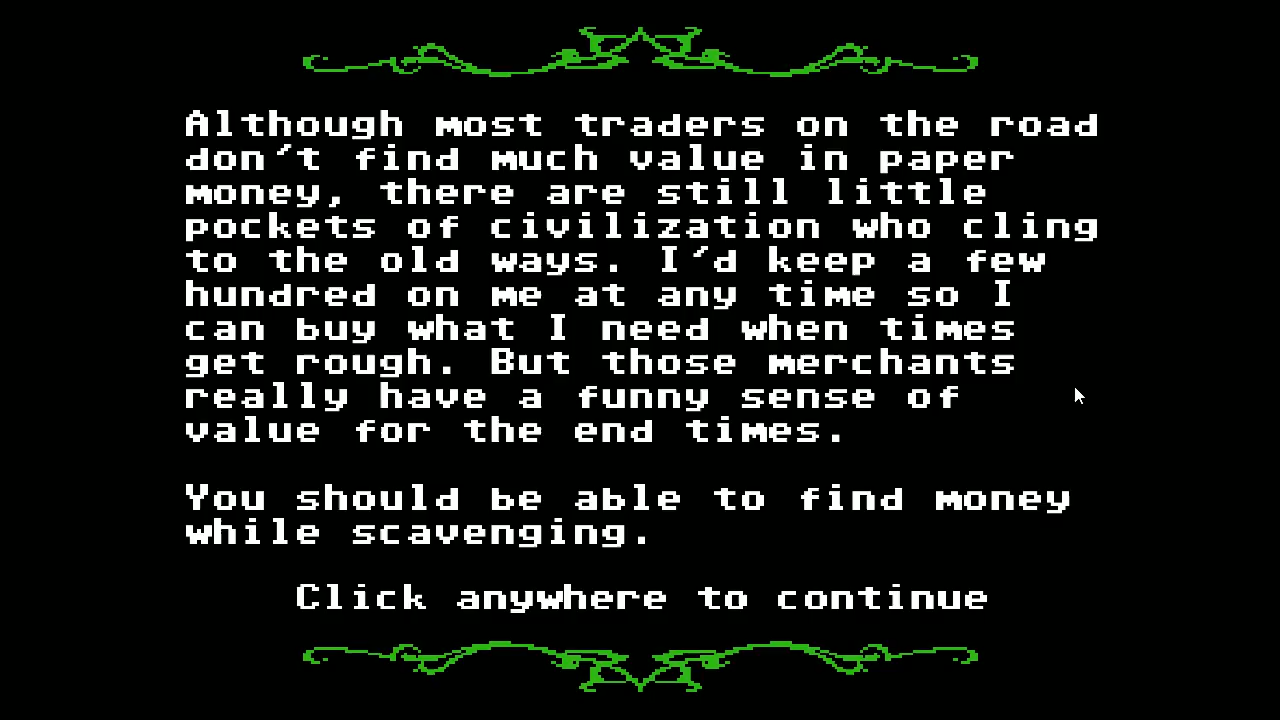 Although most traders on the road
don't find much value in paper
money, there are still little
pockets of civilization who cling
to the old ways. I'd keep a few
hundred on me at any time so I
can buy what I need when times
get rough. But those merchants
really have a funny sense of
value for the end times.
You should be able to find money
while scavenging.
Click anywhere to continue